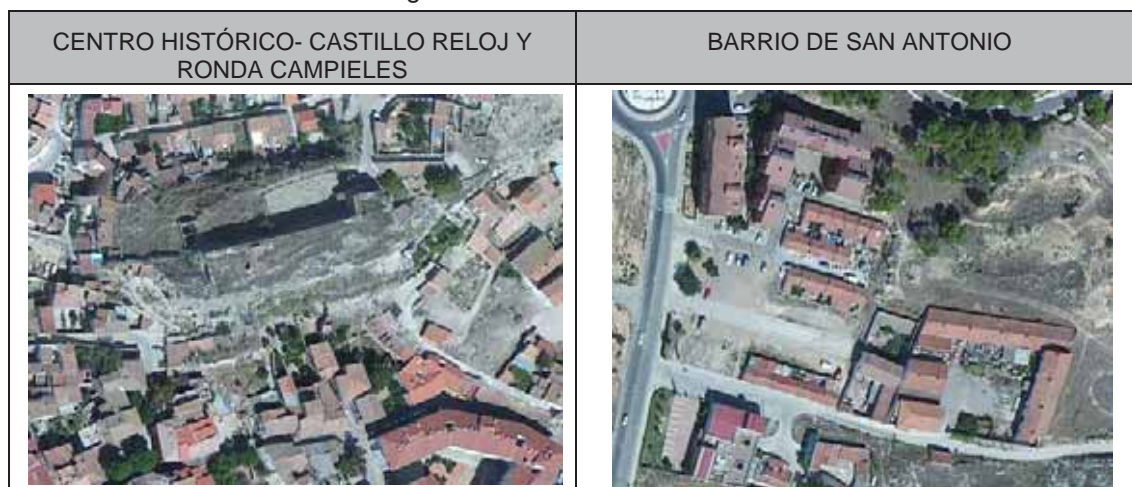 CENTRO HISTÓRICO- CASTILLO RELOJ Y
RONDA CAMPIELES
BARRIO DE SAN ANTONIO